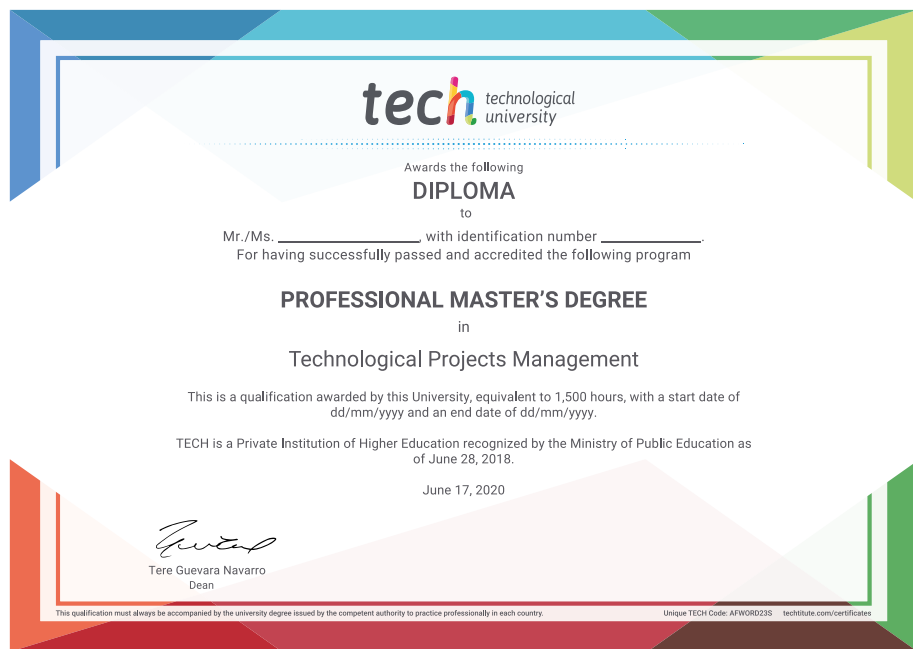 tech technological
university
Awards the following
DIPLOMA
to
Mr./Ms. ____________________, with identification number ______________.
For having successfully passed and accredited the following program
PROFESSIONAL MASTER'S DEGREE
in
Technological Projects Management
This is a qualification awarded by this University, equivalent to 1,500 hours, with a start date of
dd/mm/yyyy and an end date of dd/mm/yyyy.
TECH is a Private Institution of Higher Education recognized by the Ministry of Public Education as
of June 28, 2018.
June 17, 2020
Tere Guevara Navarro
Dean
This qualification must always be accompanied by the university degree issued by the competent authority to practice professionally in each country. Unique TECH Code: AFWORD23S techtitute.com/certificates